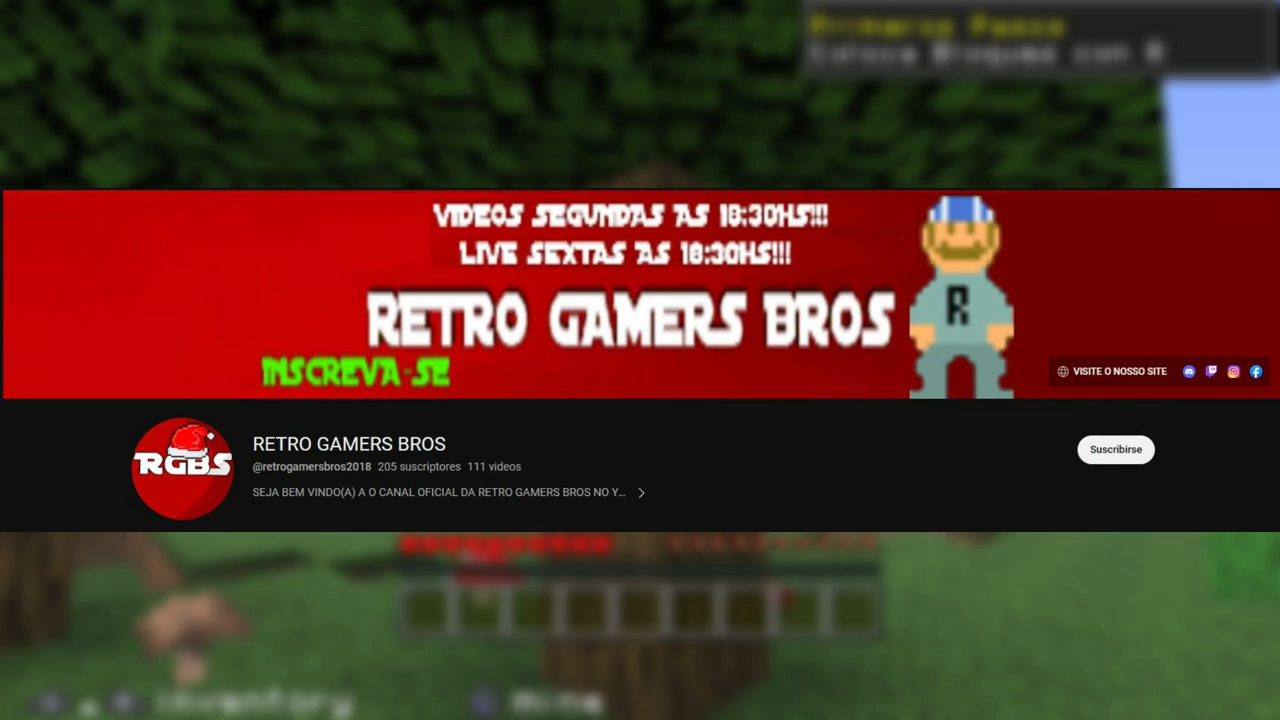 VIDEOS SEGUNDAS AS 18:30HS!!!
LIVE SEXTAS AS 18:30HS!!!
RETRO GAMERS BROS
INSCREVA-SE
R
VISITE O NOSSO SITE
RGBS
RETRO GAMERS BROS
@retrogamersbros2018 205 suscriptores 111 videos
SEJA BEM VINDO(A) A O CANAL OFICIAL DA RETRO GAMERS BROS NO Y...
Suscribirse
inventory
mine